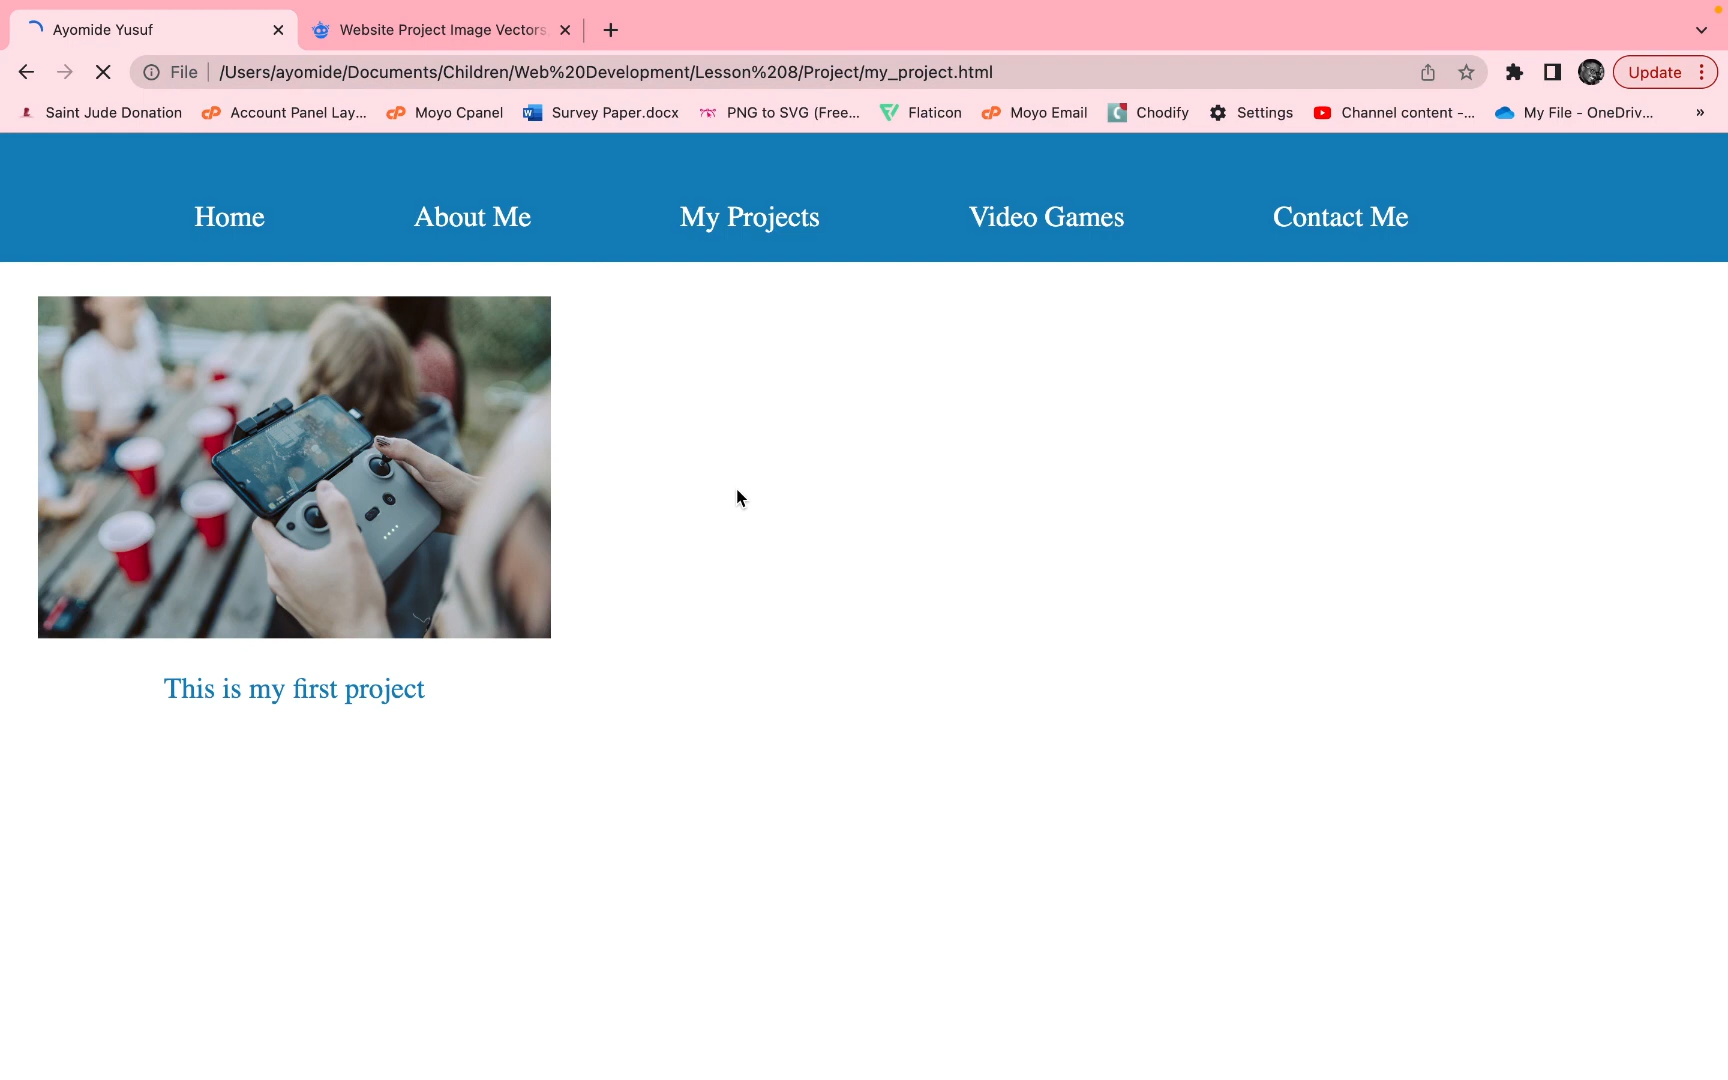 Ayomide Yusuf
Website Project Image Vectors,
File
/Users/ayomide/Documents/Children/Web%20Development/Lesson%208/Project/my_project.html
Update
Saint Jude Donation
Account Panel Lay...
Moyo Cpanel
Survey Paper.docx
PNG to SVG (Free...
Flaticon
Moyo Email
Chodify
Settings
Channel content -...
My File - OneDriv...
»
Home
About Me
My Projects
Video Games
Contact Me
This is my first project